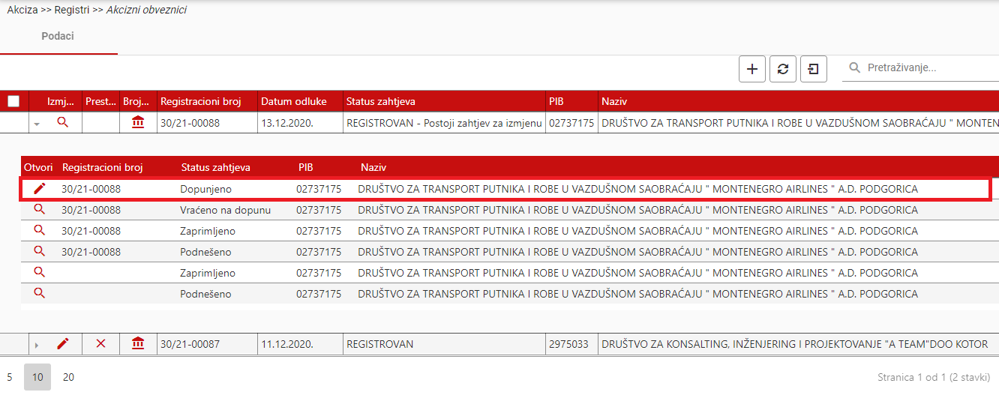 Akciza >> Registri >> Akcizni obveznici
Podaci
Pretraživanje...
Izmj... Prest... Broj... Registracioni broj Datum odluke Status zahtjeva PIB Naziv
30/21-00088 13.12.2020. REGISTROVAN - Postoji zahtjev za izmjenu 02737175 DRUŠTVO ZA TRANSPORT PUTNIKA I ROBE U VAZDUŠNOM SAOBRAĆAJU " MONTENE
Otvori Registracioni broj Status zahtjeva PIB Naziv
30/21-00088 Dopunjeno 02737175 DRUŠTVO ZA TRANSPORT PUTNIKA I ROBE U VAZDUŠNOM SAOBRAĆAJU " MONTENEGRO AIRLINES " A.D. PODGORICA
30/21-00088 Vraćeno na dopunu 02737175 DRUŠTVO ZA TRANSPORT PUTNIKA I ROBE U VAZDUŠNOM SAOBRAĆAJU " MONTENEGRO AIRLINES " A.D. PODGORICA
30/21-00088 Zaprimljeno 02737175 DRUŠTVO ZA TRANSPORT PUTNIKA I ROBE U VAZDUŠNOM SAOBRAĆAJU " MONTENEGRO AIRLINES " A.D. PODGORICA
30/21-00088 Podnešeno 02737175 DRUŠTVO ZA TRANSPORT PUTNIKA I ROBE U VAZDUŠNOM SAOBRAĆAJU " MONTENEGRO AIRLINES " A.D. PODGORICA
Zaprimljeno 02737175 DRUŠTVO ZA TRANSPORT PUTNIKA I ROBE U VAZDUŠNOM SAOBRAĆAJU " MONTENEGRO AIRLINES " A.D. PODGORICA
Podnešeno 02737175 DRUŠTVO ZA TRANSPORT PUTNIKA I ROBE U VAZDUŠNOM SAOBRAĆAJU " MONTENEGRO AIRLINES " A.D. PODGORICA
30/21-00087 11.12.2020. REGISTROVAN 2975033 DRUŠTVO ZA KONSALTING, INŽENJERING I PROJEKTOVANJE "A TEAM"DOO KOTOR
5 10 20 Stranica 1 od 1 (2 stavki)